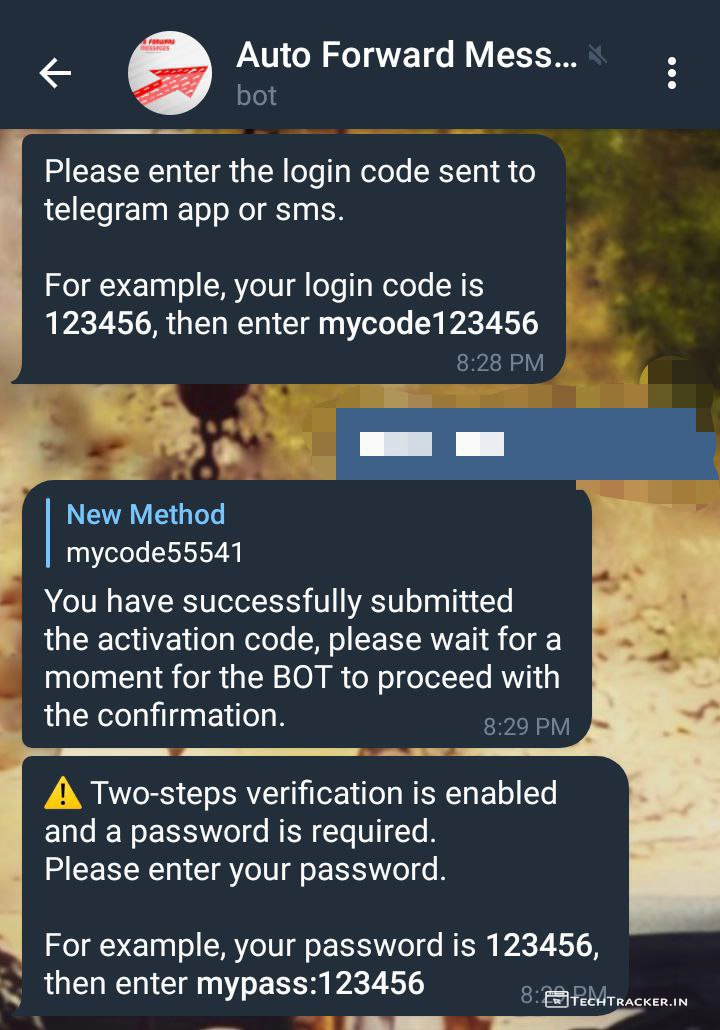 Auto Forward Mess...
bot
Please enter the login code sent to
telegram app or sms.
For example, your login code is
123456, then enter mycode123456
8:28 PM
New Method
mycode55541
You have successfully submitted
the activation code, please wait for a
moment for the BOT to proceed with
the confirmation.
8:29 PM
⚠️ Two-steps verification is enabled
and a password is required.
Please enter your password.
For example, your password is 123456,
then enter mypass:123456
TECHTRACKER.IN